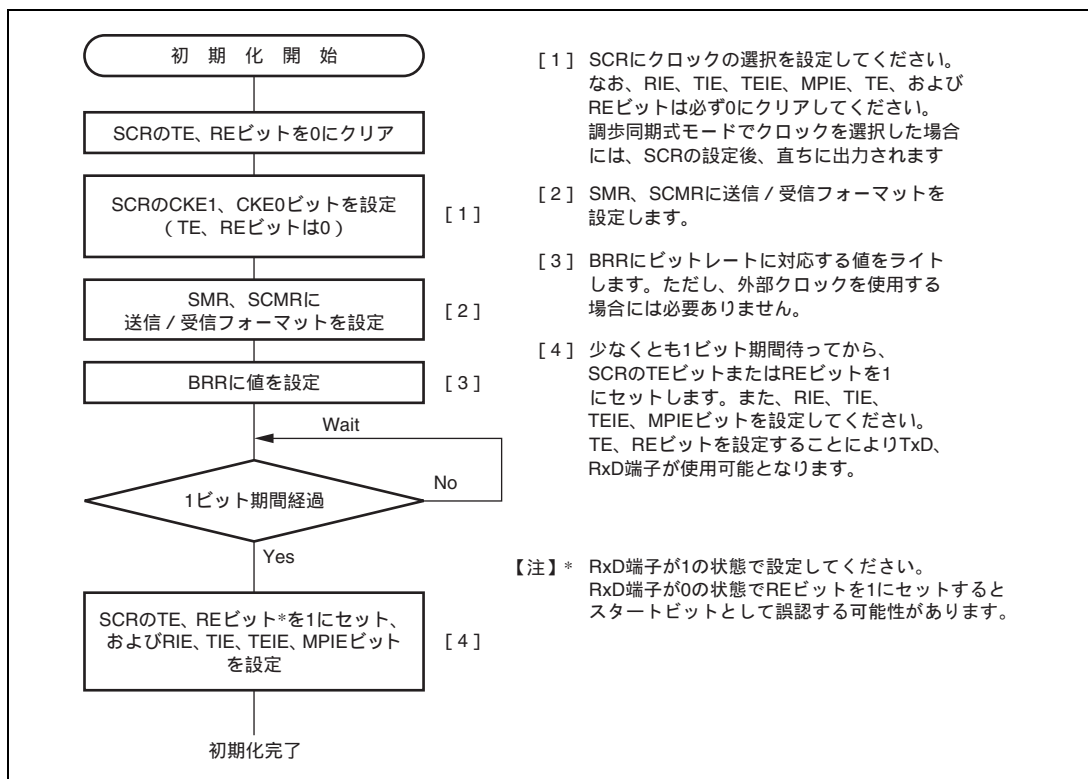 初 期 化 開 始
SCRのTE、REビットを0にクリア
SCRのCKE1、CKE0ビットを設定
(TE、REビットは0)
[1]
SMR、SCMRに
送信/受信フォーマットを設定
[2]
BRRに値を設定
[3]
Wait
1ビット期間経過
No
Yes
SCRのTE、REビット*を1にセット、
およびRIE、TIE、TEIE、MPIEビット
を設定
[4]
初期化完了
[1] SCRにクロックの選択を設定してください。
なお、RIE、TIE、TEIE、MPIE、TE、および
REビットは必ず0にクリアしてください。
調歩同期式モードでクロックを選択した場合
には、SCRの設定後、直ちに出力されます
[2] SMR、SCMRに送信/受信フォーマットを
設定します。
[3] BRRにビットレートに対応する値をライト
します。ただし、外部クロックを使用する
場合には必要ありません。
[4] 少なくとも1ビット期間待ってから、
SCRのTEビットまたはREビットを1
にセットします。また、RIE、TIE、
TEIE、MPIEビットを設定してください。
TE、REビットを設定することによりTxD、
RxD端子が使用可能となります。
【注】* RxD端子が1の状態で設定してください。
RxD端子が0の状態でREビットを1にセットすると
スタートビットとして誤認する可能性があります。